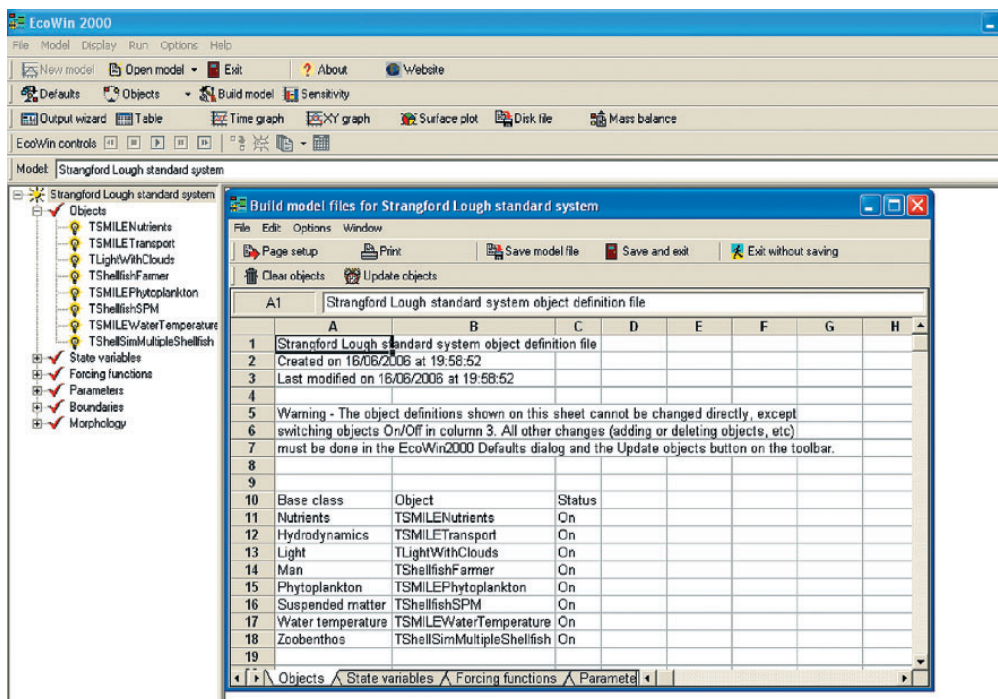 EcoWin 2000
File Model Display Run Options Help
New model Open model Exit About Website
Defaults Objects Build model Sensitivity
Output wizard Table Time graph XY graph Surface plot Disk file Mass balance
EcoWin controls
Model: Strangford Lough standard system
Strangford Lough standard system
Objects
TSMILENutrients
TSMILETransport
TLightWithClouds
TShellfishFarmer
TSMILEPhytoplankton
TShellfishSPM
TSMILEWaterTemperature
TShellSimMultipleShellfish
State variables
Forcing functions
Parameters
Boundaries
Morphology
Build model files for Strangford Lough standard system
File Edit Options Window
Page setup Print Save model file Save and exit Exit without saving
Clear objects Update objects
A1 Strangford Lough standard system object definition file
A B C D E F G H
1 Strangford Lough standard system object definition file
2 Created on 16/06/2006 at 19:58:52
3 Last modified on 16/06/2006 at 19:58:52
4
5 Warning - The object definitions shown on this sheet cannot be changed directly, except
6 switching objects On/Off in column 3. All other changes (adding or deleting objects, etc)
7 must be done in the EcoWin2000 Defaults dialog and the Update objects button on the toolbar.
8
9
10 Base class Object Status
11 Nutrients TSMILENutrients On
12 Hydrodynamics TSMILETransport On
13 Light TLightWithClouds On
14 Man TShellfishFarmer On
15 Phytoplankton TSMILEPhytoplankton On
16 Suspended matter TShellfishSPM On
17 Water temperature TSMILEWaterTemperature On
18 Zoobenthos TShellSimMultipleShellfish On
19
Objects State variables Forcing functions Paramete